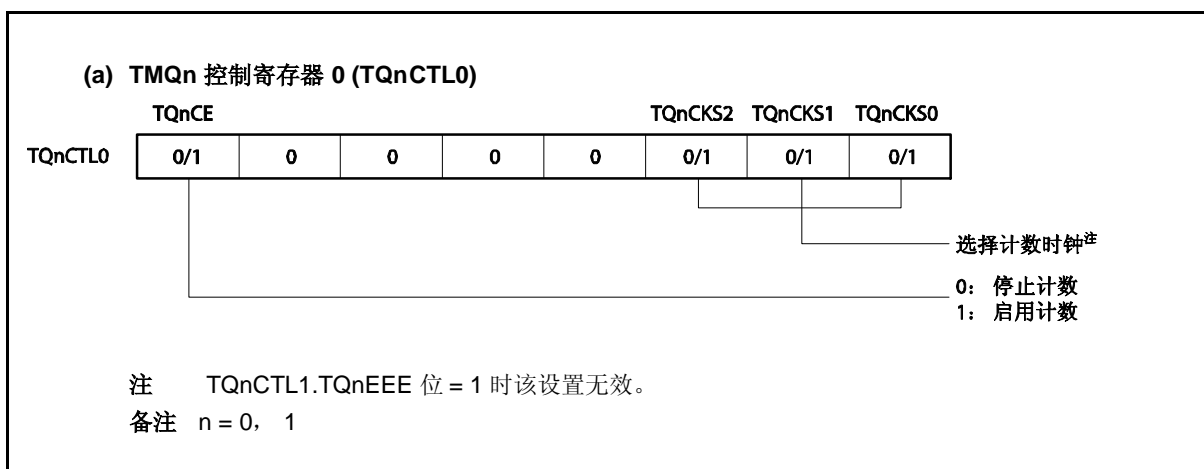 (a) TMQn 控制寄存器 0 (TQnCTL0)
TQnCE TQnCKS2 TQnCKS1 TQnCKS0
TQnCTL0 0/1 0 0 0 0 0/1 0/1 0/1
选择计数时钟注
0： 停止计数
1： 启用计数
注 TQnCTL1.TQnEEE 位 = 1 时该设置无效。
备注 n = 0， 1